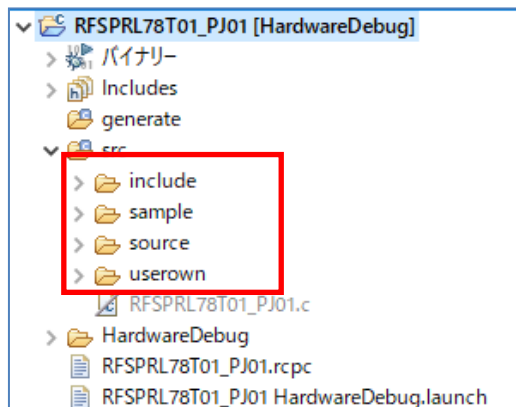 RFSPRL78T01_PJ01 [HardwareDebug]
バイナリー
Includes
generate
src
include
sample
source
userown
RFSPRL78T01_PJ01.c
HardwareDebug
RFSPRL78T01_PJ01.rcpc
RFSPRL78T01_PJ01 HardwareDebug.launch